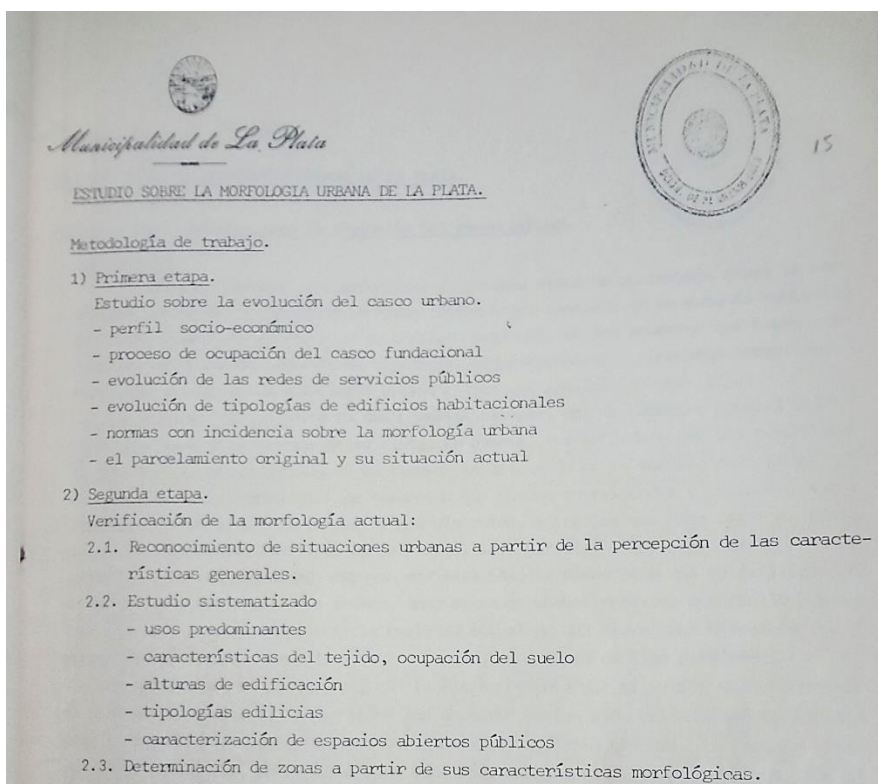 Municipalidad de La Plata
MUNICIPALIDAD DE LA PLATA
15
ESTUDIO SOBRE LA MORFOLOGIA URBANA DE LA PLATA.
Metodología de trabajo.
1) Primera etapa.
Estudio sobre la evolución del casco urbano.
- perfil socio-económico
- proceso de ocupación del casco fundacional
- evolución de las redes de servicios públicos
- evolución de tipologías de edificios habitacionales
- normas con incidencia sobre la morfología urbana
- el parcelamiento original y su situación actual
2) Segunda etapa.
Verificación de la morfología actual:
2.1. Reconocimiento de situaciones urbanas a partir de la percepción de las caracte-
rísticas generales.
2.2. Estudio sistematizado
- usos predominantes
- características del tejido, ocupación del suelo
- alturas de edificación
- tipologías edilicias
- caracterización de espacios abiertos públicos
2.3. Determinación de zonas a partir de sus características morfológicas.